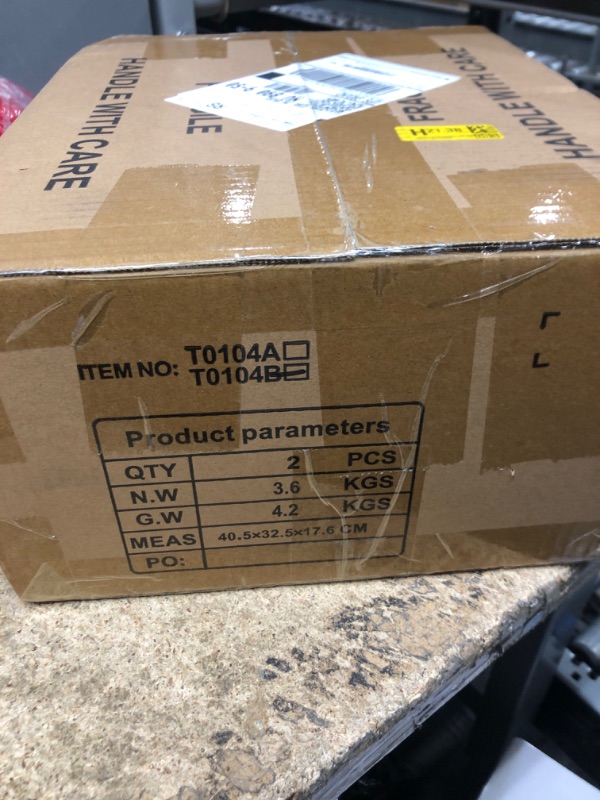 HANDLE WITH CARE
FRA
HANDLE WITH CARE
ITEM NO: T0104A
T0104B
Product parameters
QTY 2 PCS
N.W 3.6 KGS
G.W 4.2 KGS
MEAS 40.5×32.5×17.6 CM
PO: